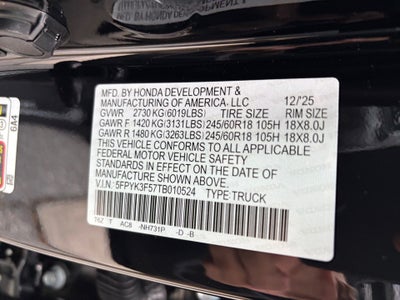 MFD. BY HONDA DEVELOPMENT & 12/'25
MANUFACTURING OF AMERICA, LLC
GVWR 2730 KG(6019LBS) TIRE SIZE RIM SIZE
GAWR F 1420 KG(3131LBS) 245/60R18 105H 18X8.0J
GAWR R 1480 KG(3263LBS) 245/60R18 105H 18X8.0J
THIS VEHICLE CONFORMS TO ALL APPLICABLE
FEDERAL MOTOR VEHICLE SAFETY STANDARDS
IN EFFECT ON THE DATE OF MANUFACTURE
SHOWN ABOVE.
V.I.N: 5FPYK3F57TB010524 TYPE TRUCK
T6Z T AC8 -NH731P -D -B
6A4